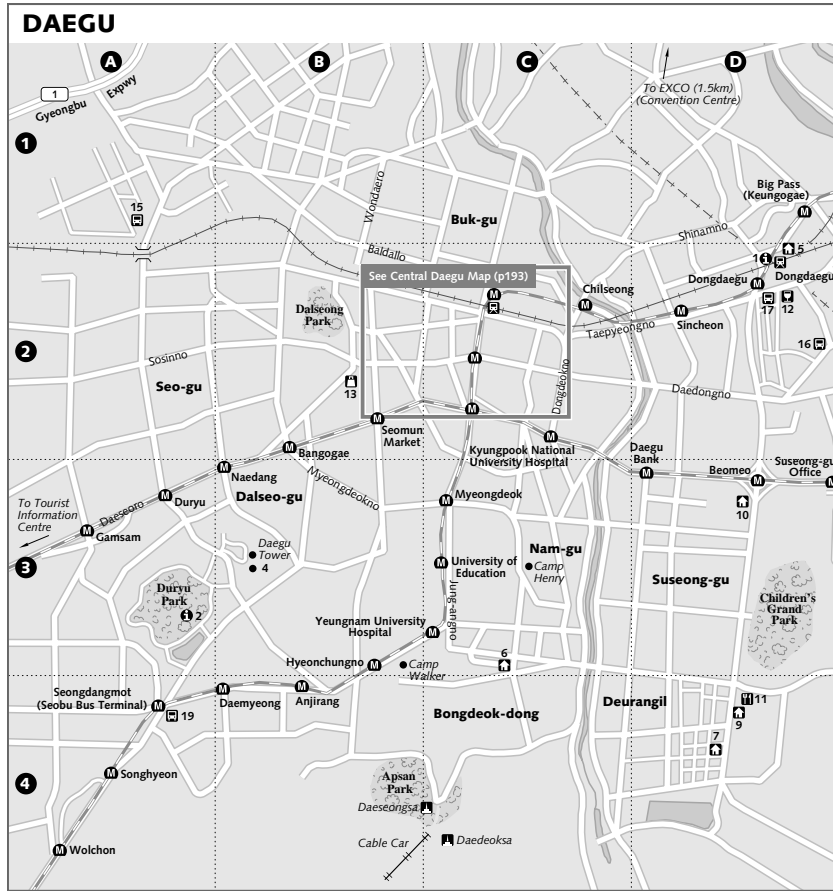 DAEGU
A
B
C
D
1
Gyeongbu Expwy
1
To EXCO (1.5km)
(Convention Centre)
Big Pass
(Keungogae)
M
15
Wondaero
Buk-gu
Shinamno
Baldallo
See Central Daegu Map (p193)
1
5
Chilseong
Dongdaegu
Dongdaegu
17
12
Dalseong
Park
Taepyeongno
Sincheon
2
16
Sosinno
Seo-gu
13
Dongdeokno
Daedongno
Seomun
Market
Kyungpook National
University Hospital
Daegu
Bank
Beomeo
Suseong-gu
Office
Bangogae
Naedang
Myeongdeokno
Myeongdeok
To Tourist
Information
Centre
Daeseoro
Duryu
Dalseo-gu
10
Gamsam
Daegu
Tower
4
University of
Education
Nam-gu
Camp
Henry
Suseong-gu
3
Duryu
Park
2
Jung-angno
Children's
Grand
Park
Yeungnam University
Hospital
6
Hyeonchungno
Camp
Walker
Seongdangmot
(Seobu Bus Terminal)
19
Daemyeong
Anjirang
Bongdeok-dong
Deurangil
11
9
7
4
Songhyeon
Apsan
Park
Daeseongsa
Cable Car
Daedeoksa
Wolchon